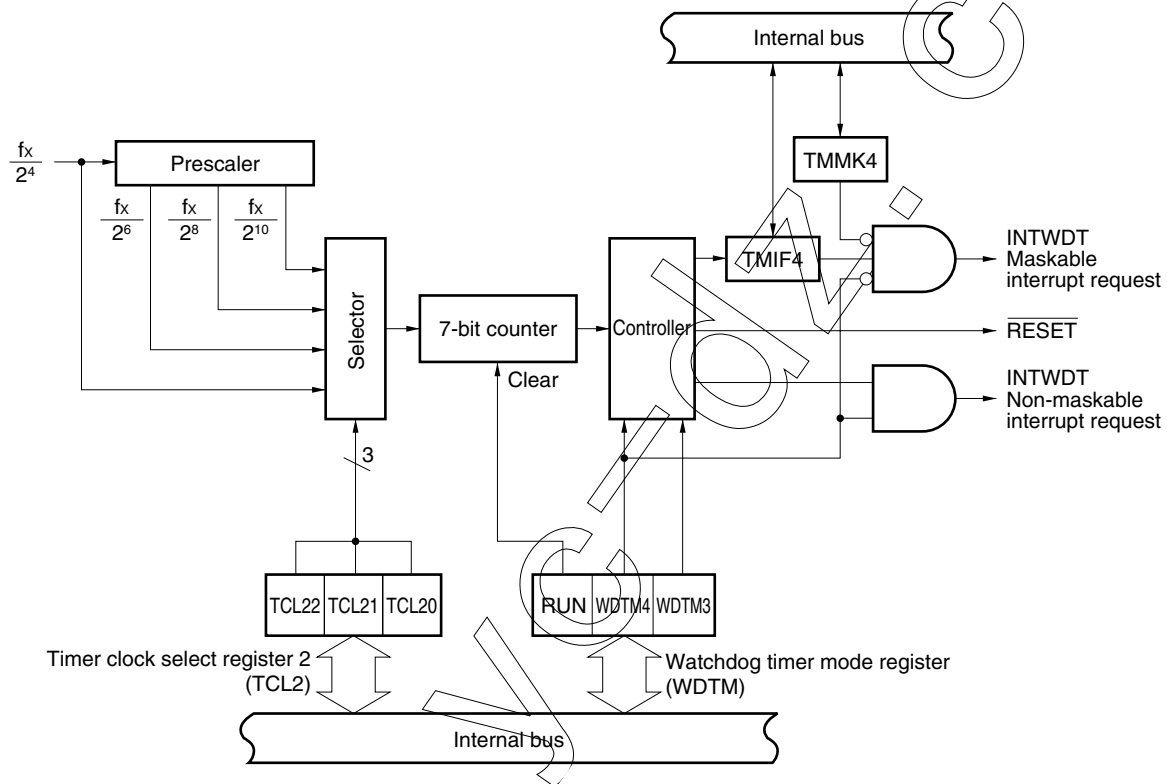 Internal bus
fx
2⁴
Prescaler
TMMK4
fx
2⁶
fx
2⁸
fx
2¹⁰
INTWDT
Maskable
interrupt request
TMIF4
Selector
7-bit counter
Controller
RESET
Clear
INTWDT
Non-maskable
interrupt request
3
TCL22 TCL21 TCL20
RUN WDTM4 WDTM3
Timer clock select register 2
(TCL2)
Watchdog timer mode register
(WDTM)
Internal bus